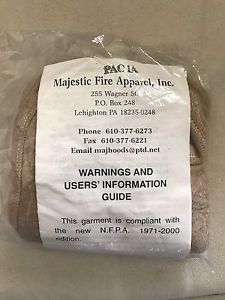 PAC 1A
Majestic Fire Apparel, Inc.
255 Wagner St.
P.O. Box 248
Lehighton PA 18235-0248
Phone 610-377-6273
Fax 610-377-6221
Email majhoods@ptd.net
WARNINGS AND
USERS' INFORMATION
GUIDE
This garment is compliant with
the new N.F.P.A. 1971-2000
edition.